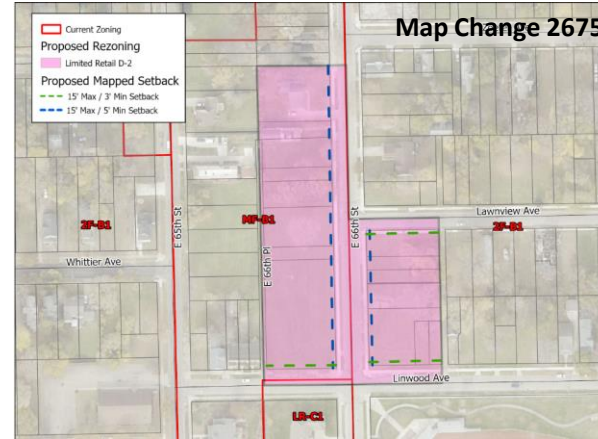 Map Change 2675
Current Zoning
Proposed Rezoning
Limited Retail D-2
Proposed Mapped Setback
15' Max / 3' Min Setback
15' Max / 5' Min Setback
E 65th St
Lawnview Ave
2F-B1
MF-B1
E 66th St
2F-B1
E 66th Pl
Whittier Ave
Linwood Ave
LR-C1